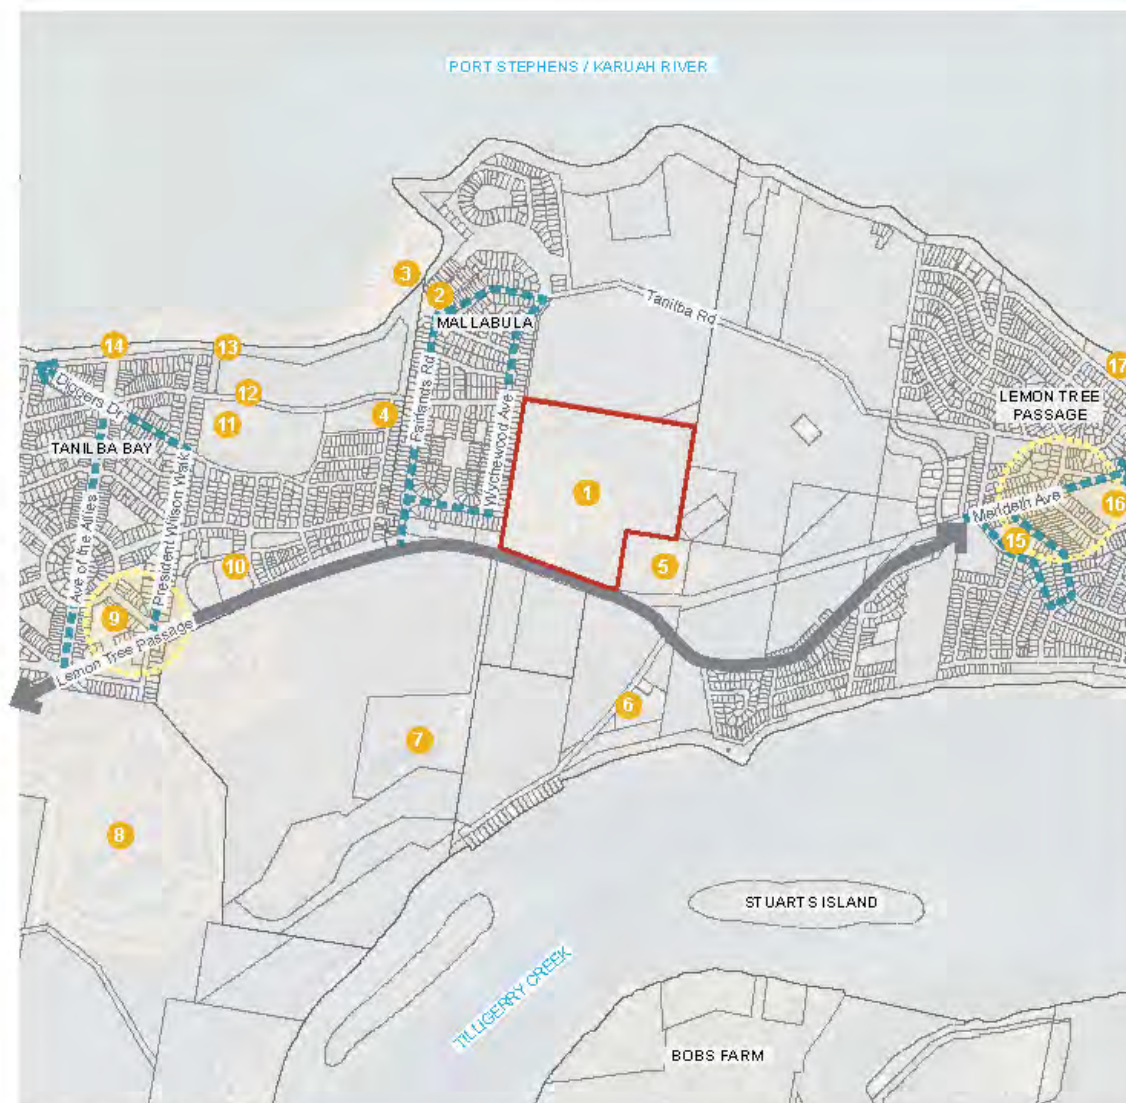 PORT STEPHENS / KARUAH RIVER
3
2
MALLABULA
Tanilba Rd
14
13
17
Diggers Dr
12
LEMON TREE
PASSAGE
4
11
Fairlands Rd
Wychewood Ave
TANILBA BAY
1
Merideth Ave
16
Ave of the Allies
President Wilson Walk
15
10
5
9
Lemon Tree Passage
6
7
8
STUARTS ISLAND
TILLIGERRY CREEK
BOBS FARM